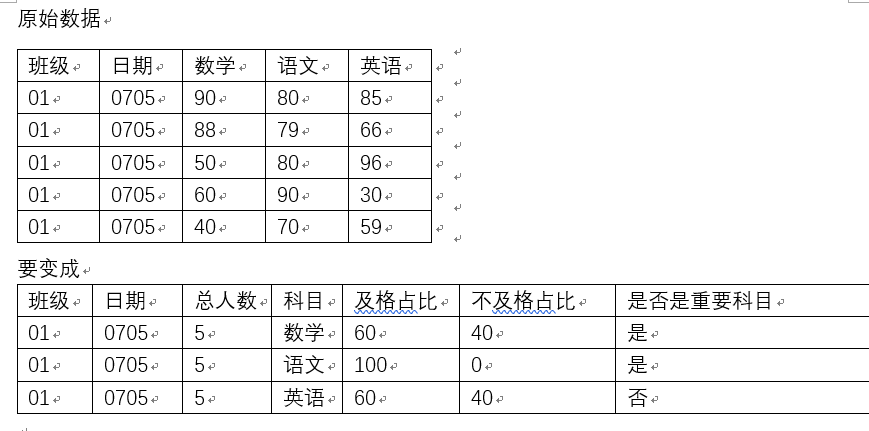 原始数据
班级 日期 数学 语文 英语
01 0705 90 80 85
01 0705 88 79 66
01 0705 50 80 96
01 0705 60 90 30
01 0705 40 70 59
要变成
班级 日期 总人数 科目 及格占比 不及格占比 是否是重要科目
01 0705 5 数学 60 40 是
01 0705 5 语文 100 0 是
01 0705 5 英语 60 40 否